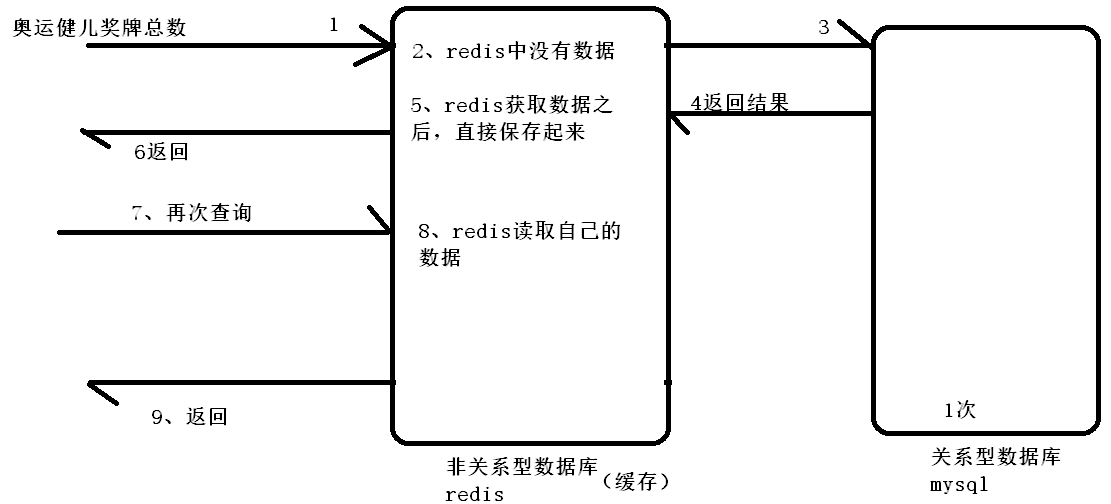 奥运健儿奖牌总数
1
2、redis中没有数据
3
5、redis获取数据之
后，直接保存起来
4返回结果
6返回
7、再次查询
8、redis读取自己的
数据
9、返回
1次
非关系型数据库
redis
（缓存）
关系型数据库
mysql